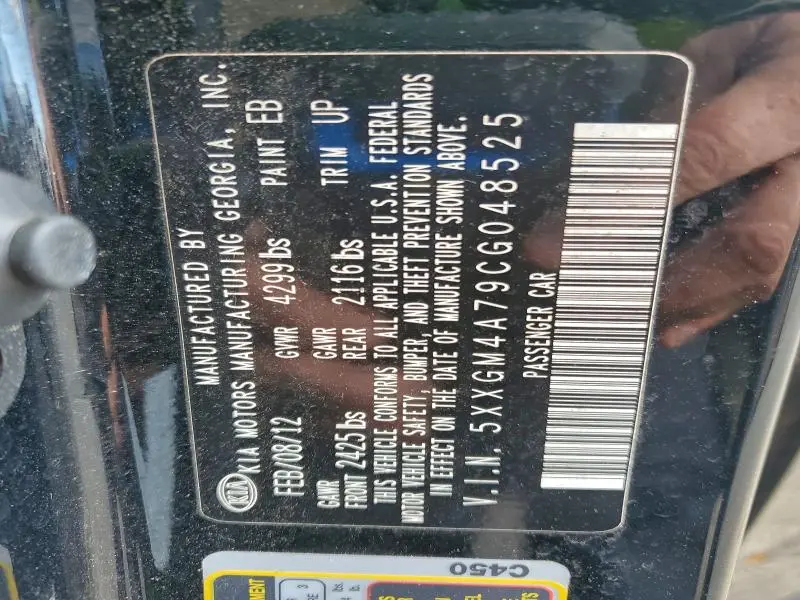 MANUFACTURED BY
KIA KIA MOTORS MANUFACTURING GEORGIA, INC.
FEB/08/12 GVWR 4299lbs PAINT EB
GAWR GAWR
FRONT 2425lbs REAR 2116lbs TRIM UP
THIS VEHICLE CONFORMS TO ALL APPLICABLE U.S.A. FEDERAL
MOTOR VEHICLE SAFETY, BUMPER, AND THEFT PREVENTION STANDARDS
IN EFFECT ON THE DATE OF MANUFACTURE SHOWN ABOVE.
V.I.N. 5XXGM4A79CG048525
PASSENGER CAR
C450